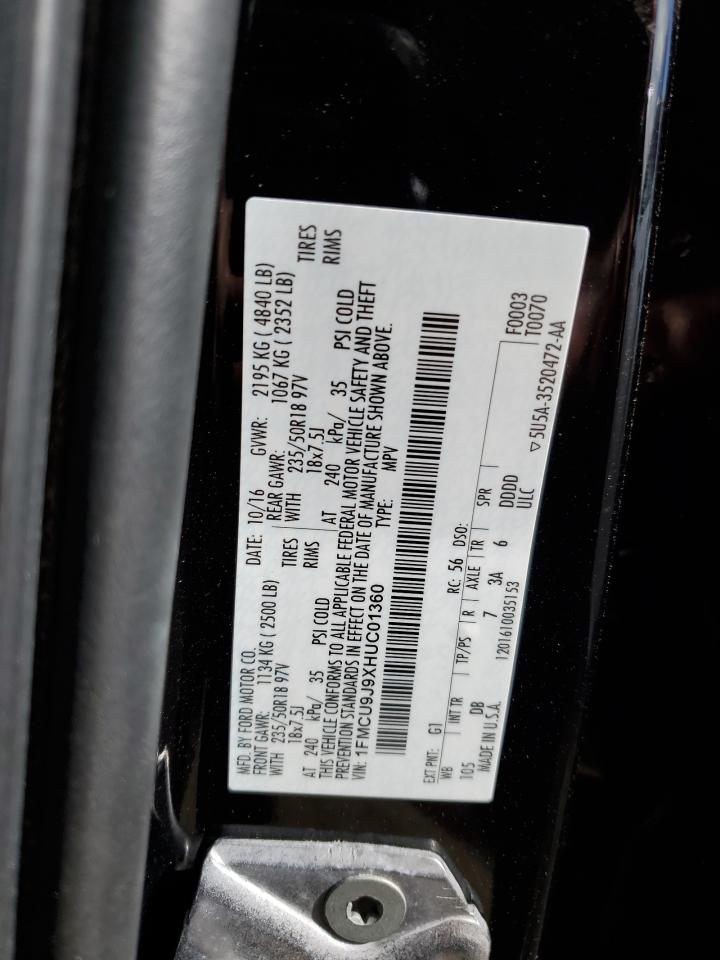 MFD. BY FORD MOTOR CO. DATE: 10/16 GVWR: 2195 KG ( 4840 LB)
FRONT GAWR: 1134 KG ( 2500 LB) REAR GAWR: 1067 KG ( 2352 LB)
WITH 235/50R18 97V TIRES WITH 235/50R18 97V TIRES
18x7.5J RIMS 18x7.5J RIMS
AT 240 kPa/ 35 PSI COLD AT 240 kPa/ 35 PSI COLD
THIS VEHICLE CONFORMS TO ALL APPLICABLE FEDERAL MOTOR VEHICLE SAFETY AND THEFT
PREVENTION STANDARDS IN EFFECT ON THE DATE OF MANUFACTURE SHOWN ABOVE.
VIN: 1FMCU9J9XHUC01360 TYPE: MPV
EXT PNT: G1 RC: 56 DSO: F0003
WB INT TR TP/PS R AXLE TR SPR T0070
105 DB 7 3A 6 DDDD
MADE IN U.S.A. 1201610035153 ULC ▽5U5A-3520472-AA